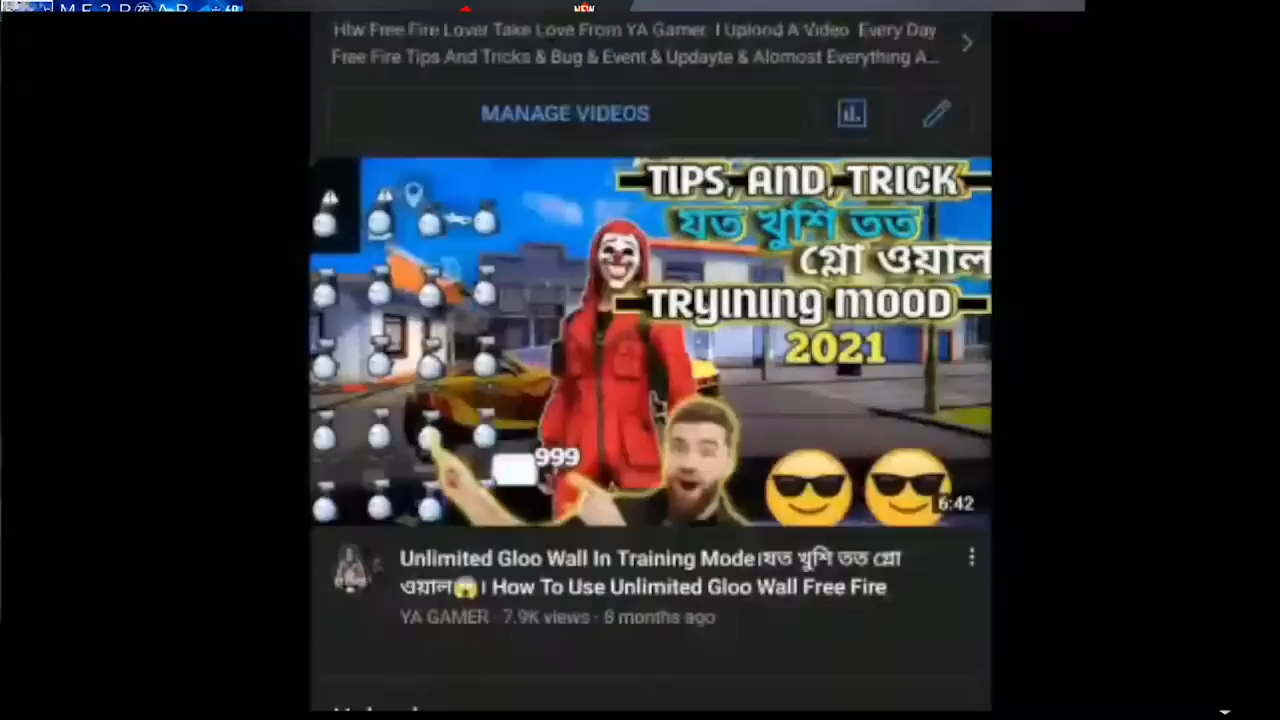 NEW
Htw Free Fire Lover Take Love From YA Gamer I Uplond A Video Every Day
Free Fire Tips And Tricks & Bug & Event & Updayte & Alomost Everything A...
MANAGE VIDEOS
TIPS, AND, TRICK
যত খুশি তত
গ্লো ওয়াল
TRYINING MOOD
2021
999
6:42
Unlimited Gloo Wall In Training Mode।যত খুশি তত গ্লো
ওয়াল😱। How To Use Unlimited Gloo Wall Free Fire
YA GAMER · 7.9K views · 8 months ago